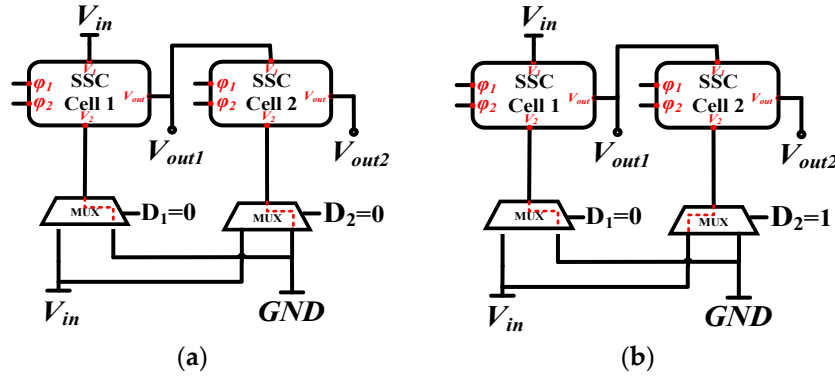 Vin Vin
V1 V1 V1 V1
φ1 SSC φ1 SSC φ1 SSC φ1 SSC
φ2 Cell 1 Vout φ2 Cell 2 Vout φ2 Cell 1 Vout φ2 Cell 2 Vout
V2 V2 V2 V2
Vout1 Vout2 Vout1 Vout2
MUX D1=0 MUX D2=0 MUX D1=0 MUX D2=1
Vin GND Vin GND
(a) (b)